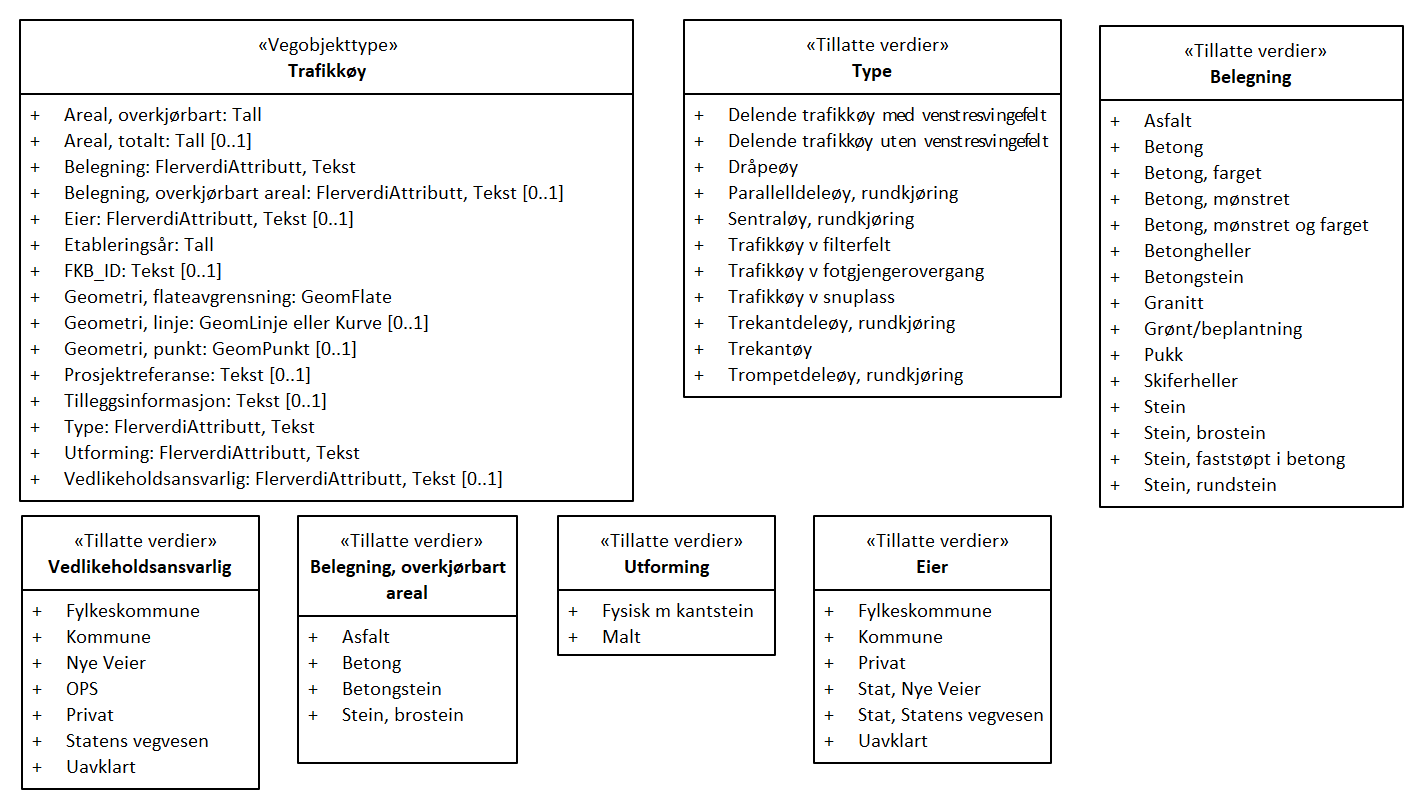 «Vegobjekttype»
Trafikkøy
+ Areal, overkjørbart: Tall
+ Areal, totalt: Tall [0..1]
+ Belegning: FlerverdiAttributt, Tekst
+ Belegning, overkjørbart areal: FlerverdiAttributt, Tekst [0..1]
+ Eier: FlerverdiAttributt, Tekst [0..1]
+ Etableringsår: Tall
+ FKB_ID: Tekst [0..1]
+ Geometri, flateavgrensning: GeomFlate
+ Geometri, linje: GeomLinje eller Kurve [0..1]
+ Geometri, punkt: GeomPunkt [0..1]
+ Prosjektreferanse: Tekst [0..1]
+ Tilleggsinformasjon: Tekst [0..1]
+ Type: FlerverdiAttributt, Tekst
+ Utforming: FlerverdiAttributt, Tekst
+ Vedlikeholdsansvarlig: FlerverdiAttributt, Tekst [0..1]
«Tillatte verdier»
Type
+ Delende trafikkøy med venstresvingefelt
+ Delende trafikkøy uten venstresvingefelt
+ Dråpeøy
+ Parallelldeleøy, rundkjøring
+ Sentraløy, rundkjøring
+ Trafikkøy v filterfelt
+ Trafikkøy v fotgjengerovergang
+ Trafikkøy v snuplass
+ Trekantdeleøy, rundkjøring
+ Trekantøy
+ Trompetdeleøy, rundkjøring
«Tillatte verdier»
Belegning
+ Asfalt
+ Betong
+ Betong, farget
+ Betong, mønstret
+ Betong, mønstret og farget
+ Betongheller
+ Betongstein
+ Granitt
+ Grønt/beplantning
+ Pukk
+ Skiferheller
+ Stein
+ Stein, brostein
+ Stein, faststøpt i betong
+ Stein, rundstein
«Tillatte verdier»
Vedlikeholdsansvarlig
+ Fylkeskommune
+ Kommune
+ Nye Veier
+ OPS
+ Privat
+ Statens vegvesen
+ Uavklart
«Tillatte verdier»
Belegning, overkjørbart
areal
+ Asfalt
+ Betong
+ Betongstein
+ Stein, brostein
«Tillatte verdier»
Utforming
+ Fysisk m kantstein
+ Malt
«Tillatte verdier»
Eier
+ Fylkeskommune
+ Kommune
+ Privat
+ Stat, Nye Veier
+ Stat, Statens vegvesen
+ Uavklart